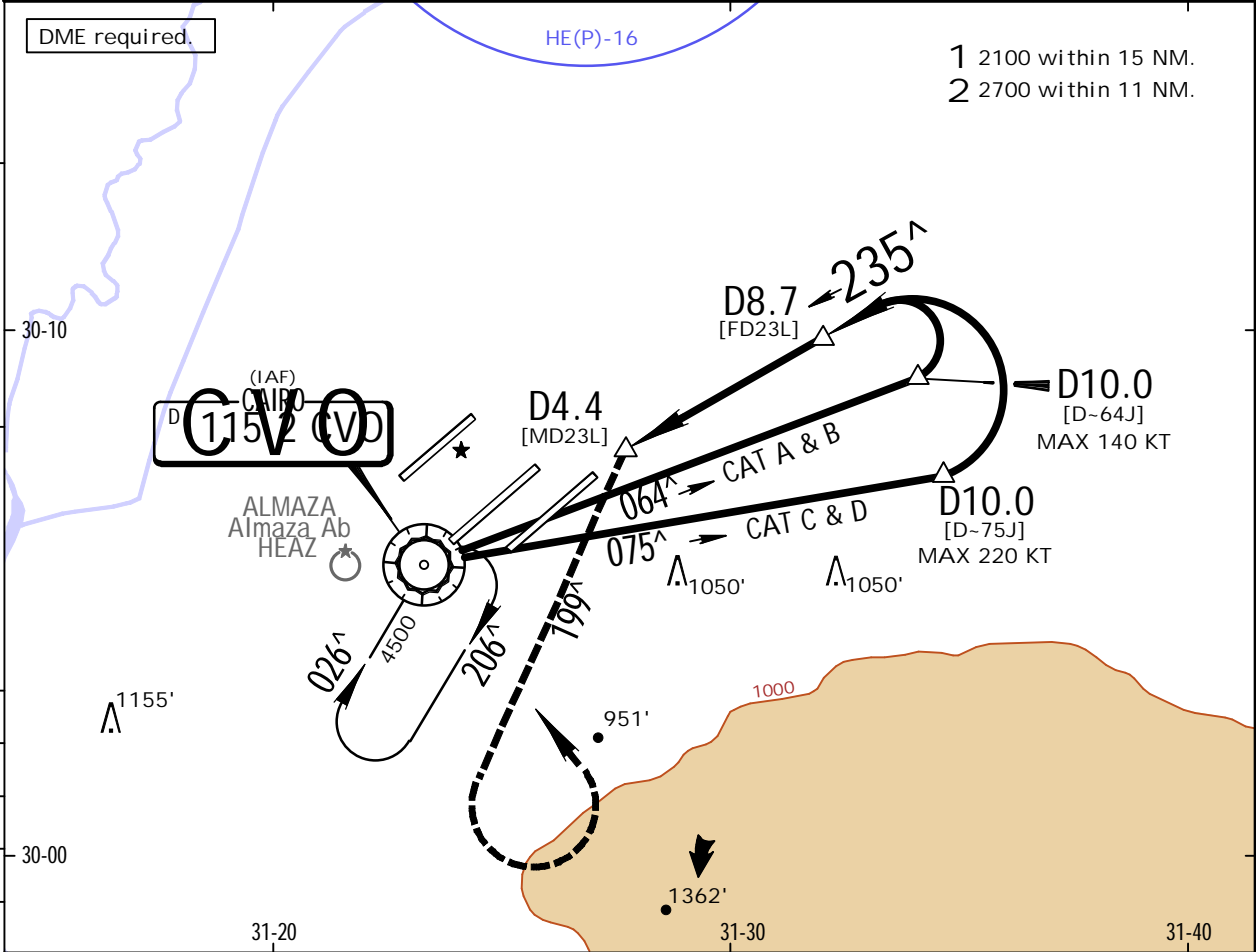 DME required.
HE(P)-16
1 2100 within 15 NM.
2 2700 within 11 NM.
235^
D8.7
[FD23L]
30-10
(IAF)
CAIRO
D 115.2 CVO
CVO
D4.4
[MD23L]
D10.0
[D~64J]
MAX 140 KT
CAT A & B
064^
D10.0
[D~75J]
MAX 220 KT
CAT C & D
075^
ALMAZA
Almaza Ab
HEAZ
1050'
1050'
199^
4500
026^
206^
1155'
951'
1000
30-00
1362'
31-20
31-30
31-40